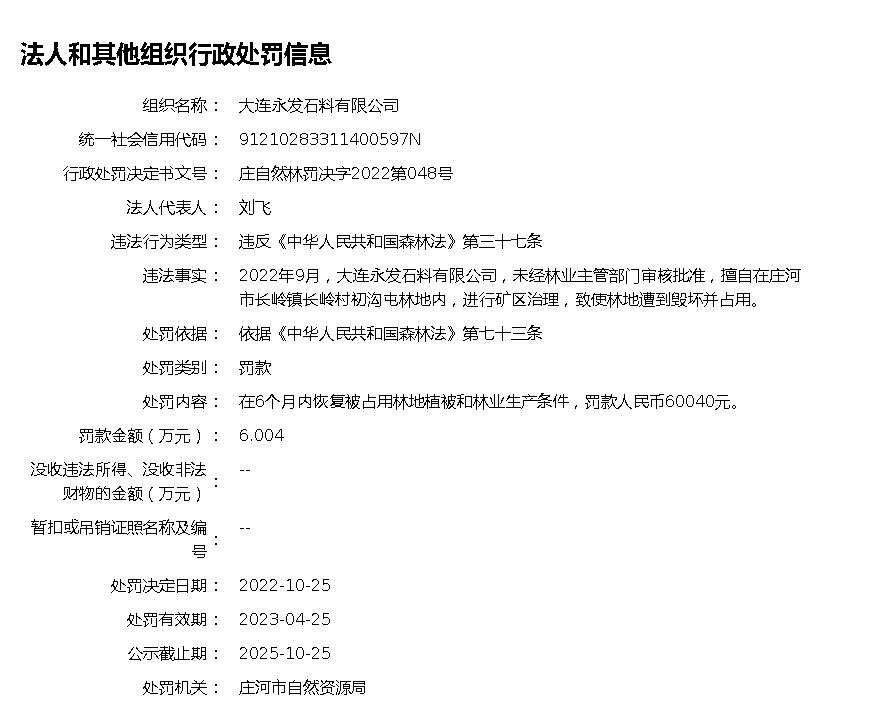 法人和其他组织行政处罚信息
组织名称： 大连永发石料有限公司
统一社会信用代码： 91210283311400597N
行政处罚决定书文号： 庄自然林罚决字2022第048号
法人代表人： 刘飞
违法行为类型： 违反《中华人民共和国森林法》第三十七条
违法事实： 2022年9月，大连永发石料有限公司，未经林业主管部门审核批准，擅自在庄河
市长岭镇长岭村初沟屯林地内，进行矿区治理，致使林地遭到毁坏并占用。
处罚依据： 依据《中华人民共和国森林法》第七十三条
处罚类别： 罚款
处罚内容： 在6个月内恢复被占用林地植被和林业生产条件，罚款人民币60040元。
罚款金额（万元）： 6.004
没收违法所得、没收非法
财物的金额（万元）： --
暂扣或吊销证照名称及编
号： --
处罚决定日期： 2022-10-25
处罚有效期： 2023-04-25
公示截止期： 2025-10-25
处罚机关： 庄河市自然资源局